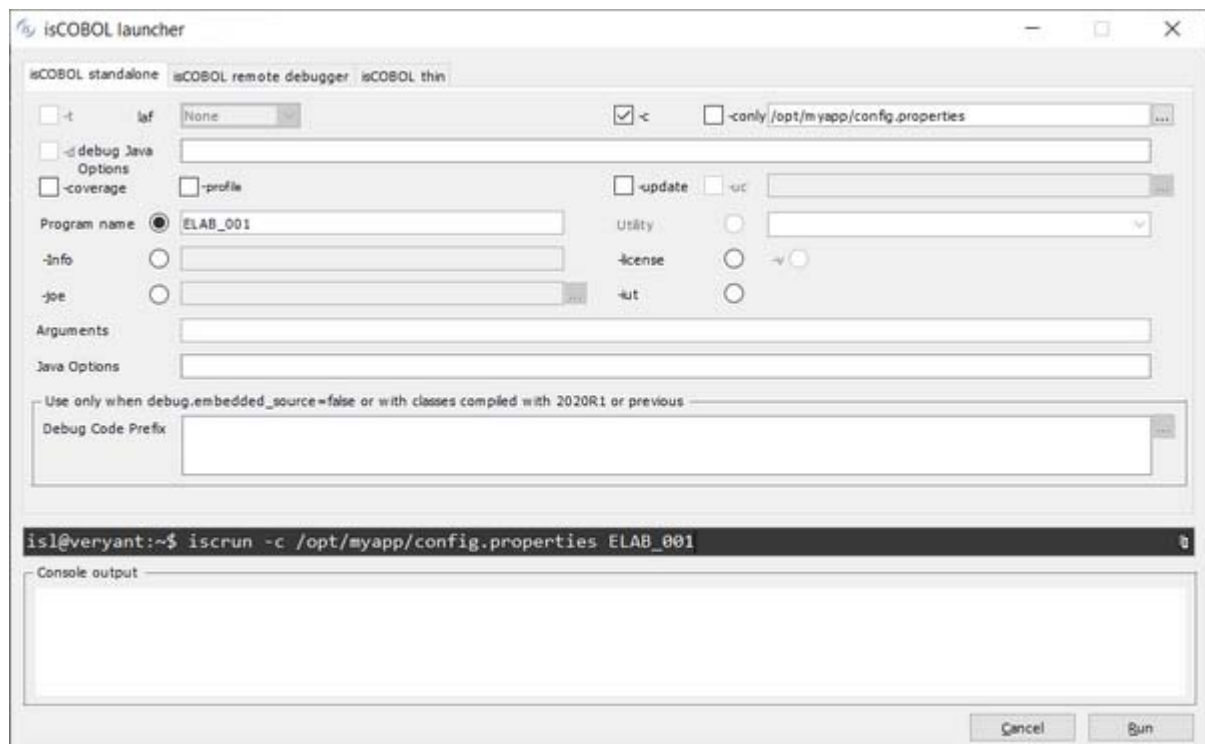 isCOBOL launcher
isCOBOL standalone isCOBOL remote debugger isCOBOL thin
-t laf None -c -conly /opt/myapp/config.properties ...
-d debug Java Options
-coverage -profile -update -uc ...
Program name ELAB_001 Utility
-Info -license -v
-joe ... -iut
Arguments
Java Options
Use only when debug.embedded_source=false or with classes compiled with 2020R1 or previous
Debug Code Prefix ...
isl@veryant:~$ iscrun -c /opt/myapp/config.properties ELAB_001
Console output
Cancel Run